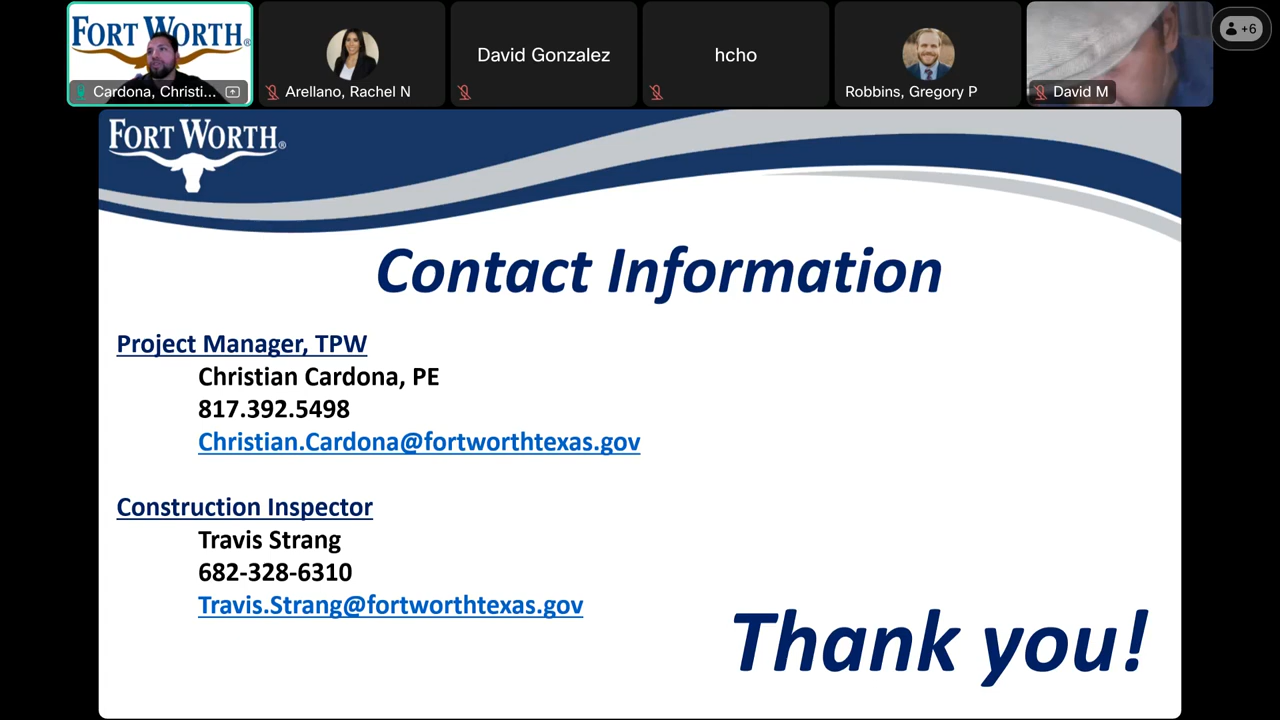 FORT WORTH®
Cardona, Christi...
Arellano, Rachel N
David Gonzalez
hcho
Robbins, Gregory P
David M
+6
FORT WORTH®
Contact Information
Project Manager, TPW
Christian Cardona, PE
817.392.5498
Christian.Cardona@fortworthtexas.gov
Construction Inspector
Travis Strang
682-328-6310
Travis.Strang@fortworthtexas.gov
Thank you!